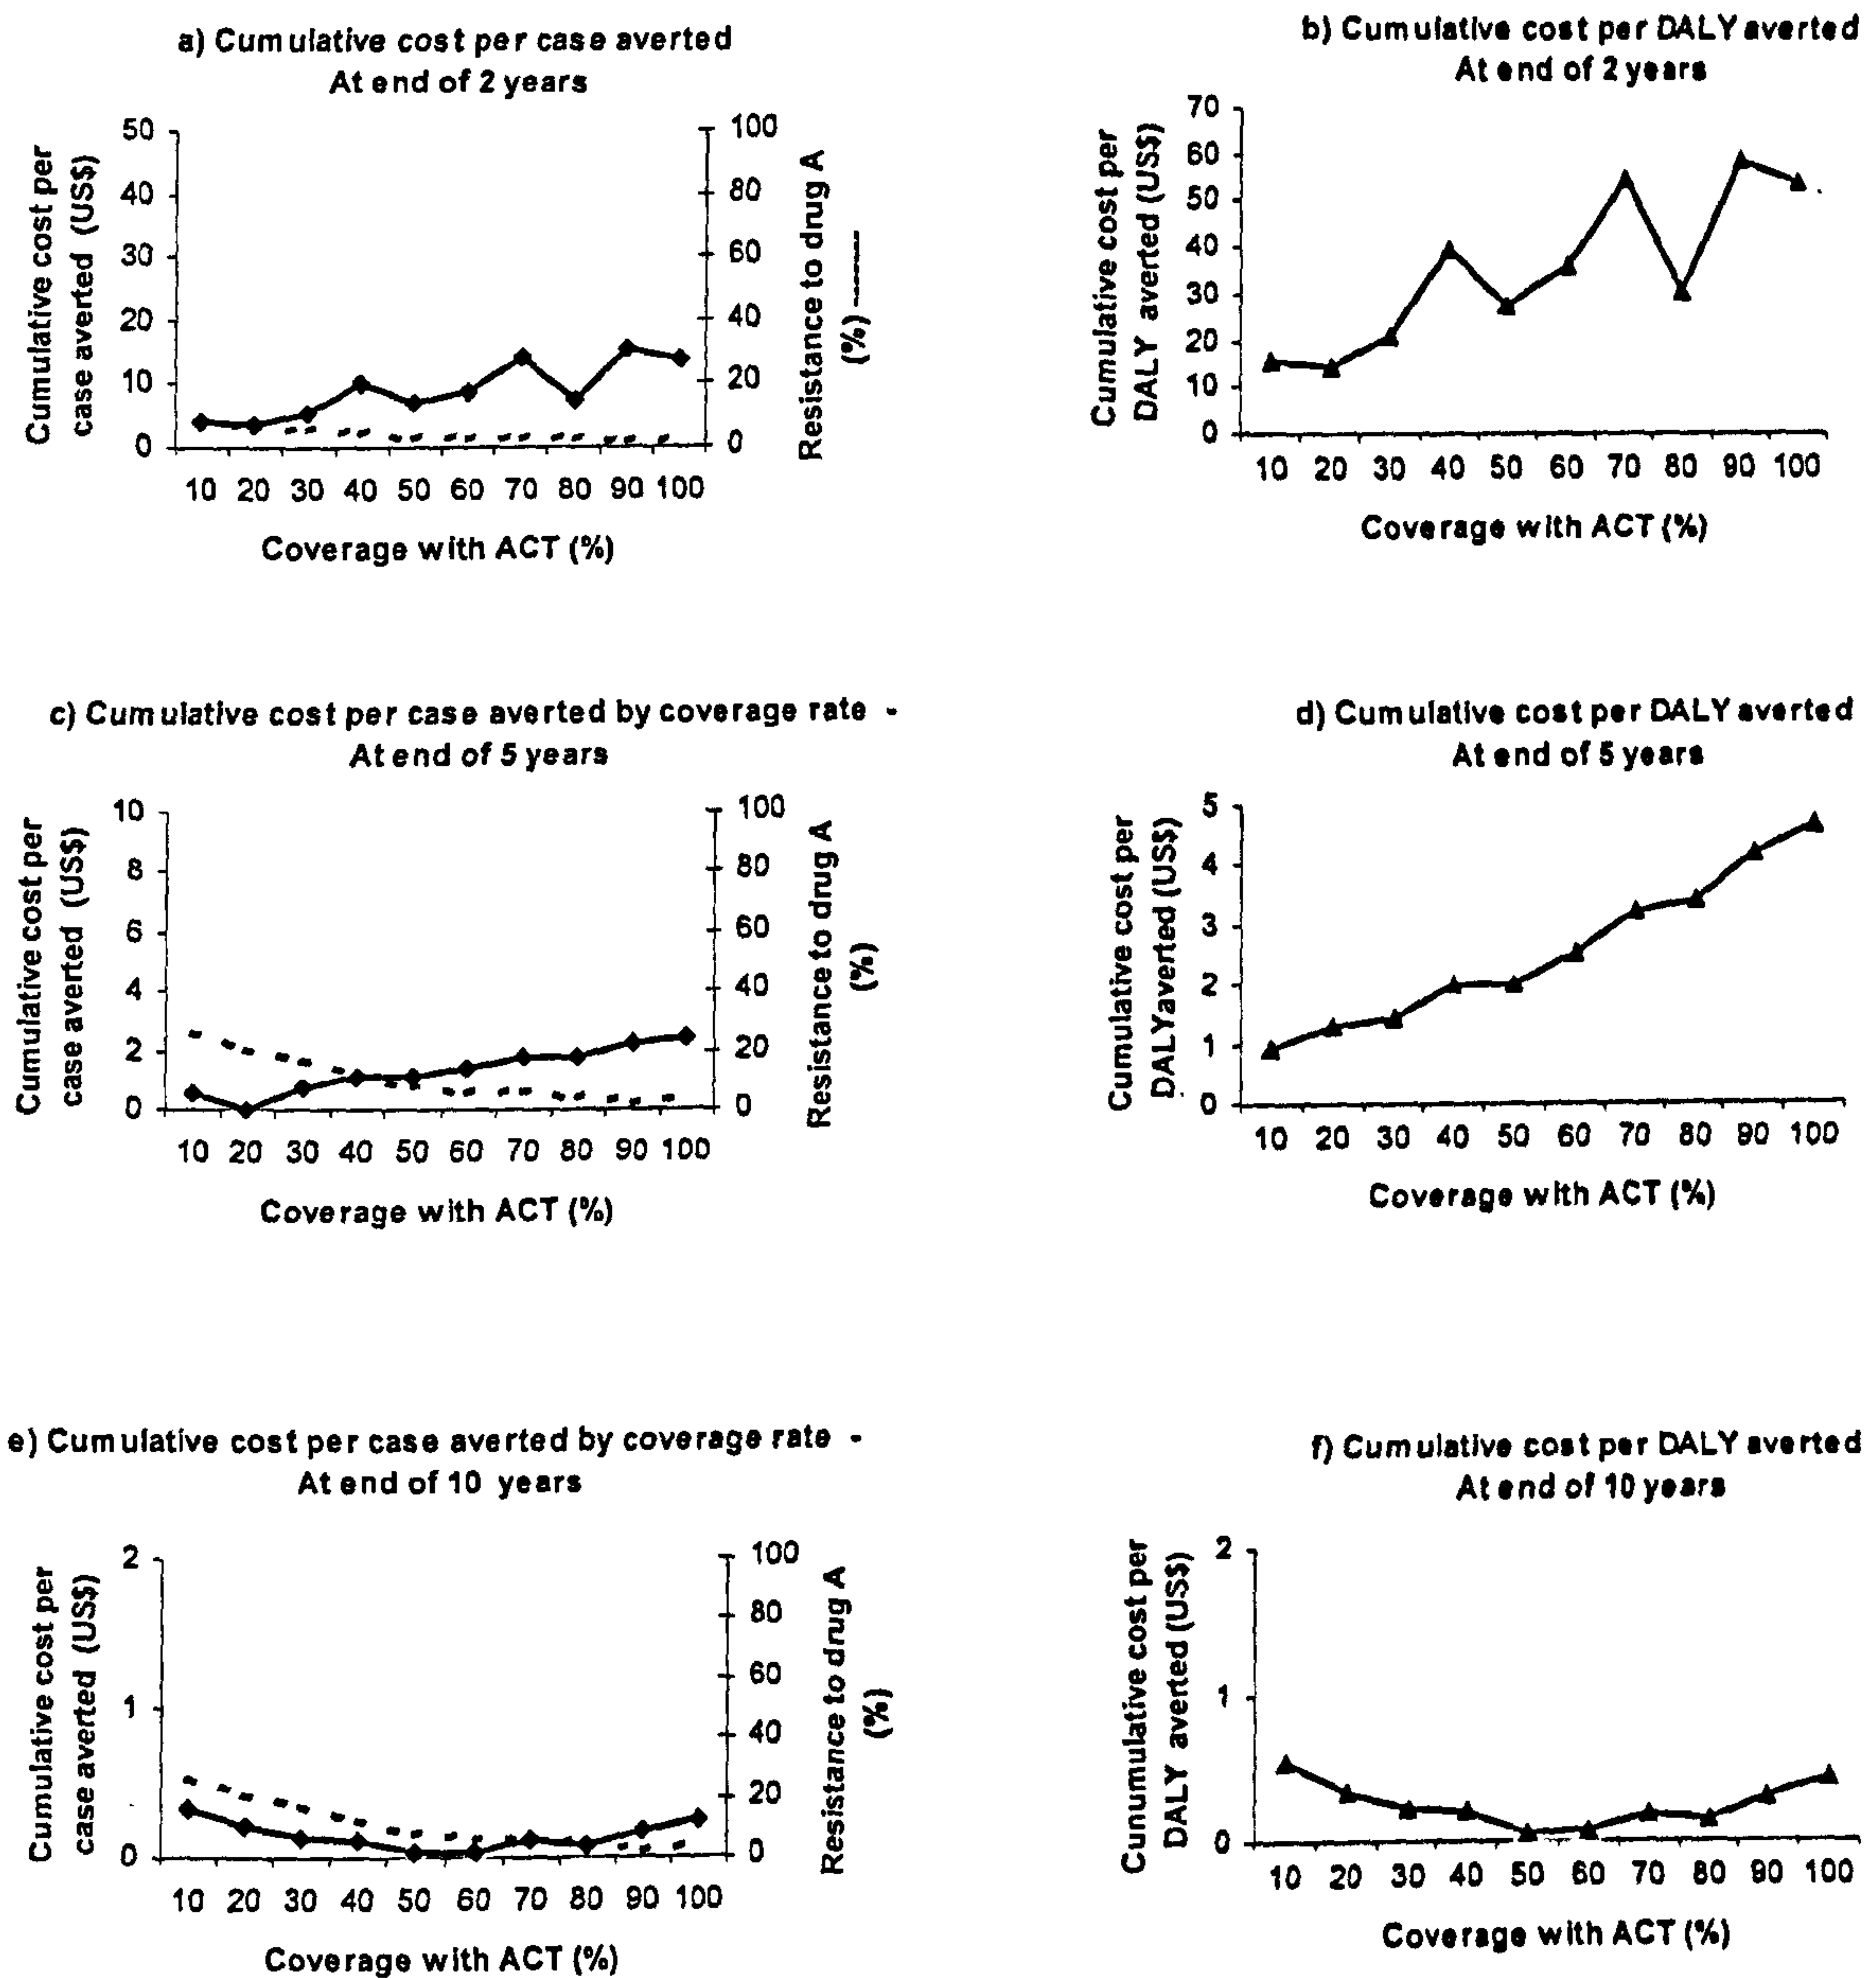 a) Cumulative cost per case averted
At end of 2 years
Cumulative cost per
case averted (US$)
50
40
30
20
10
0
100
80
60
40
20
0
Resistance to drug A
(%)
10 20 30 40 50 60 70 80 90 100
Coverage with ACT (%)
b) Cumulative cost per DALY averted
At end of 2 years
Cumulative cost per
DALY averted (US$)
70
60
50
40
30
20
10
0
10 20 30 40 50 60 70 80 90 100
Coverage with ACT (%)
c) Cumulative cost per case averted by coverage rate -
At end of 5 years
Cumulative cost per
case averted (US$)
10
8
6
4
2
0
100
80
60
40
20
0
Resistance to drug A
(%)
10 20 30 40 50 60 70 80 90 100
Coverage with ACT (%)
d) Cumulative cost per DALY averted
At end of 5 years
Cumulative cost per
DALYaverted (US$)
5
4
3
2
1
0
10 20 30 40 50 60 70 80 90 100
Coverage with ACT (%)
e) Cumulative cost per case averted by coverage rate -
At end of 10 years
Cumulative cost per
case averted (US$)
2
1
0
100
80
60
40
20
0
Resistance to drug A
(%)
10 20 30 40 50 60 70 80 90 100
Coverage with ACT (%)
f) Cumulative cost per DALY averted
At end of 10 years
Cunumulative cost per
DALY averted (US$)
2
1
0
10 20 30 40 50 60 70 80 90 100
Coverage with ACT (%)